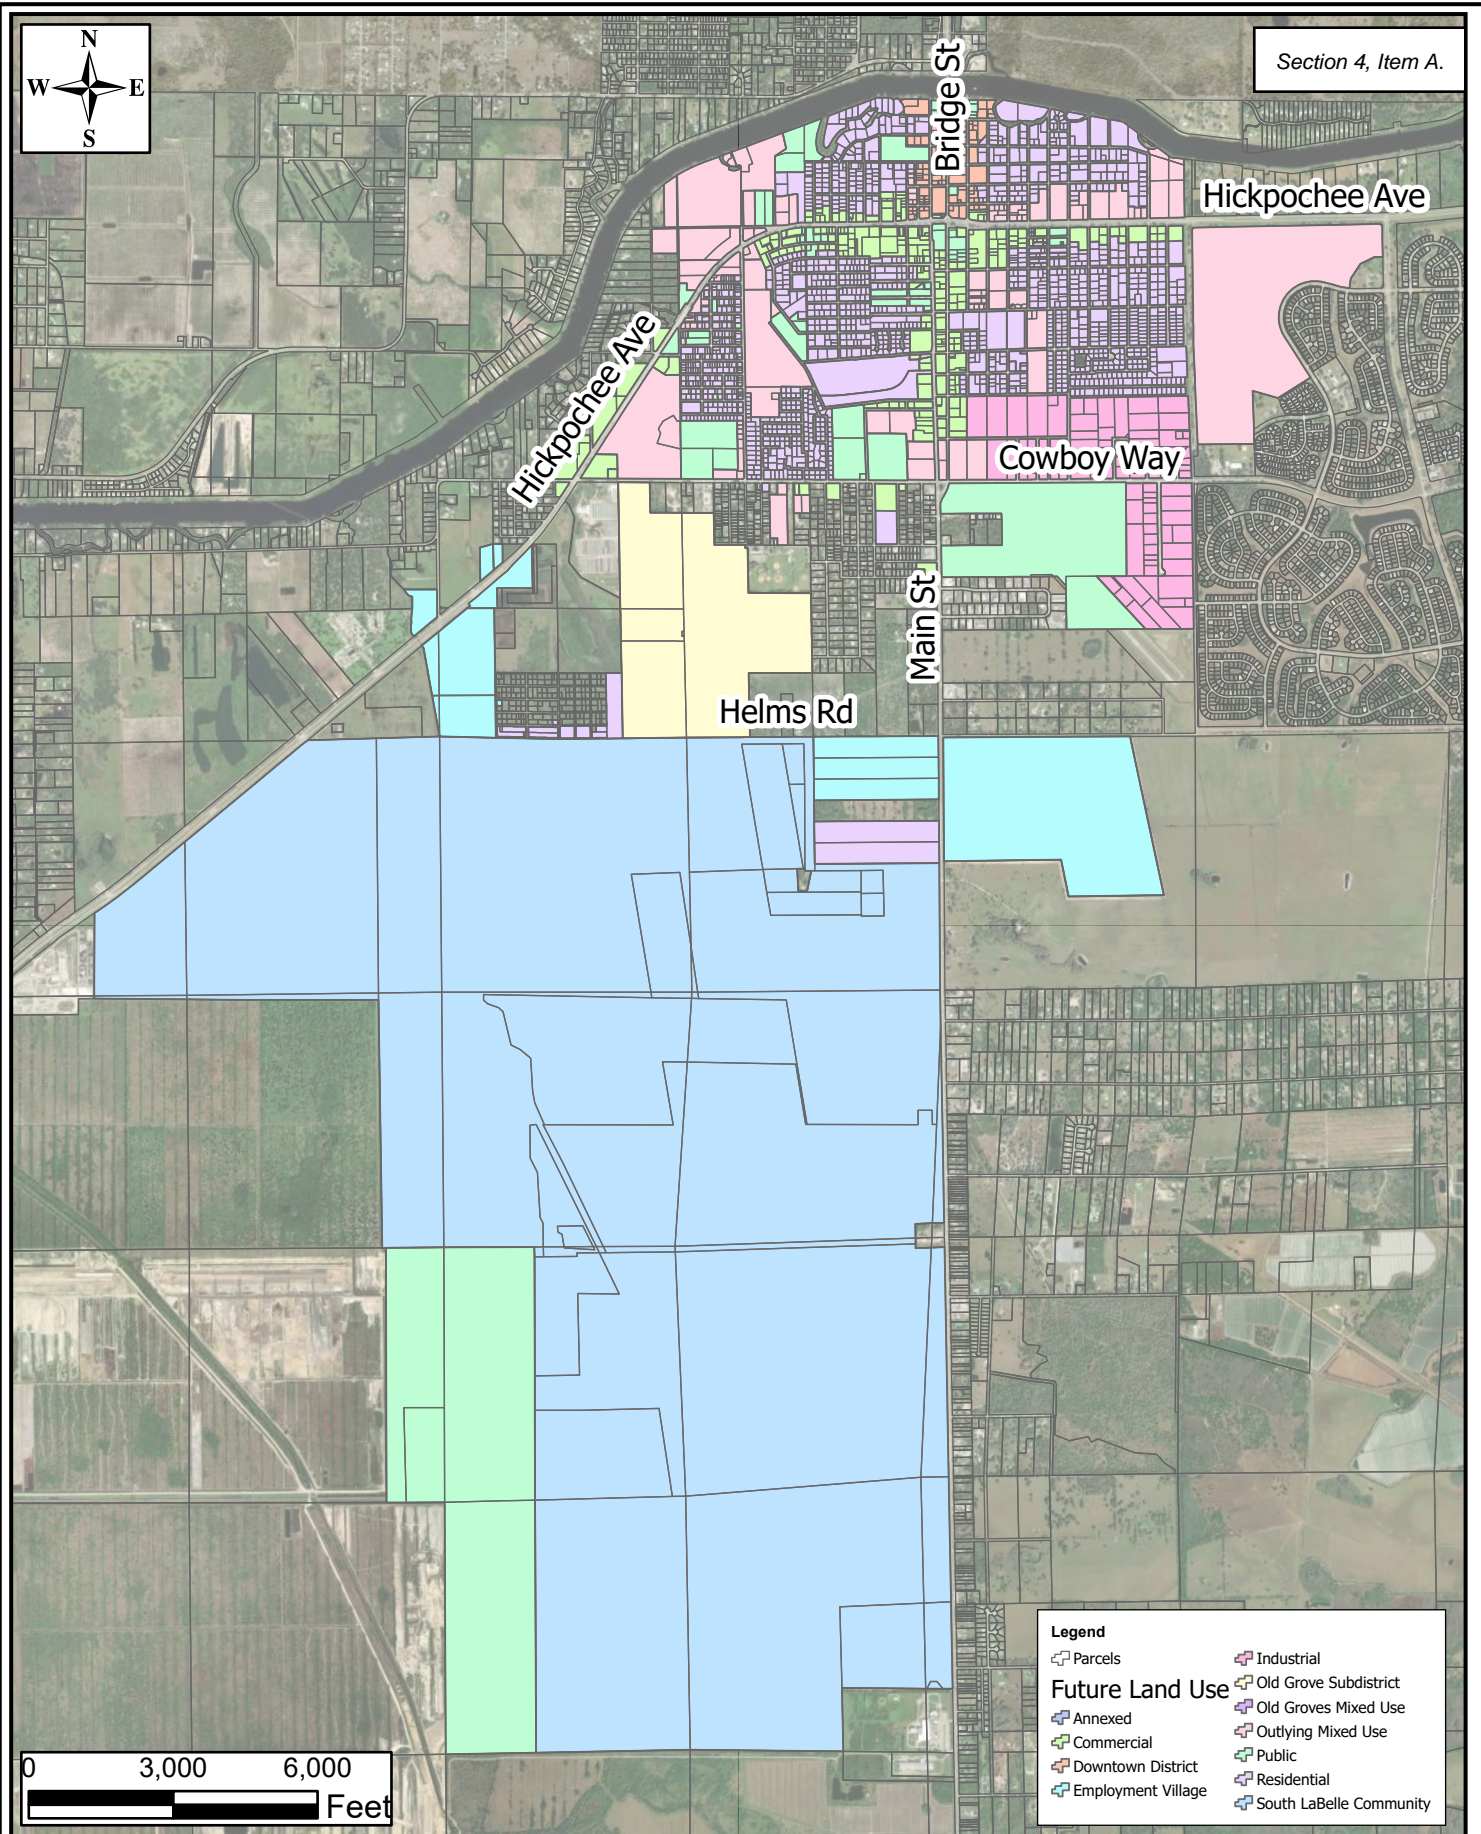 N
W E
S
Section 4, Item A.
Bridge St
Hickpochee Ave
Hickpochee Ave
Cowboy Way
Main St
Helms Rd
Legend
Parcels
Future Land Use
Annexed
Commercial
Downtown District
Employment Village
Industrial
Old Grove Subdistrict
Old Groves Mixed Use
Outlying Mixed Use
Public
Residential
South LaBelle Community
0 3,000 6,000
Feet